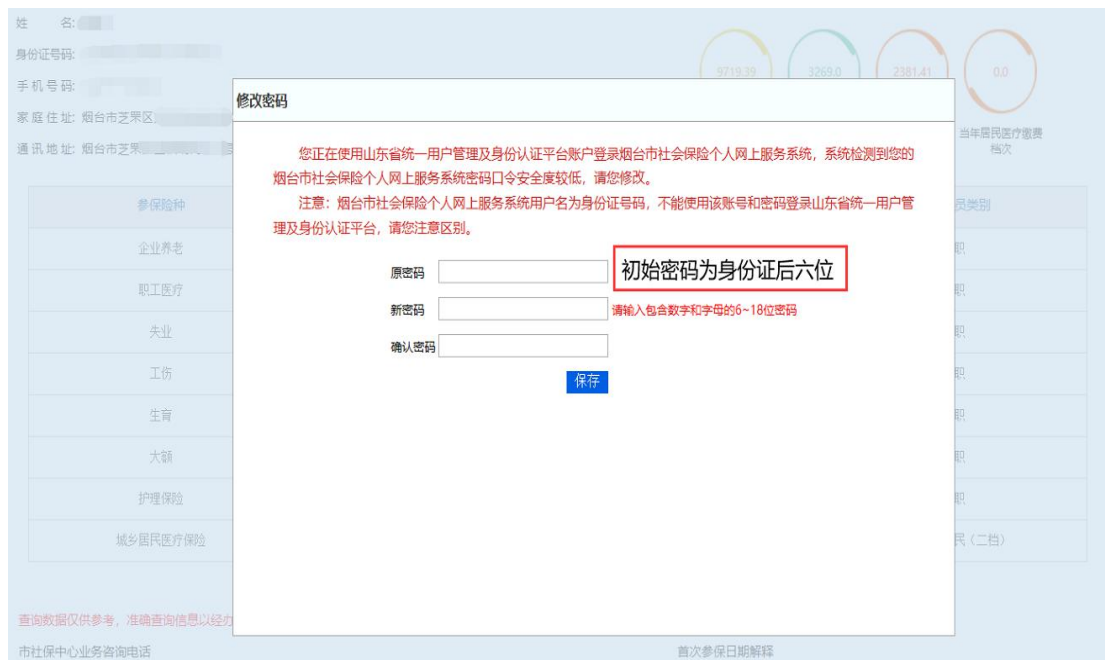 姓 名:
身份证号码:
手机号码:
家庭住址: 烟台市芝罘区
通讯地址: 烟台市芝罘
9719.39 3269.0 2381.41 0.0
当年居民医疗缴费
档次
修改密码
您正在使用山东省统一用户管理及身份认证平台账户登录烟台市社会保险个人网上服务系统，系统检测到您的
烟台市社会保险个人网上服务系统密码口令安全度较低，请您修改。
注意：烟台市社会保险个人网上服务系统用户名为身份证号码，不能使用该账号和密码登录山东省统一用户管
理及身份认证平台，请您注意区别。
原密码 初始密码为身份证后六位
新密码 请输入包含数字和字母的6~18位密码
确认密码
保存
参保险种 员类别
企业养老 职
职工医疗 职
失业 职
工伤 职
生育 职
大额 职
护理保险 职
城乡居民医疗保险 民（二档）
查询数据仅供参考，准确查询信息以经办
市社保中心业务咨询电话 首次参保日期解释